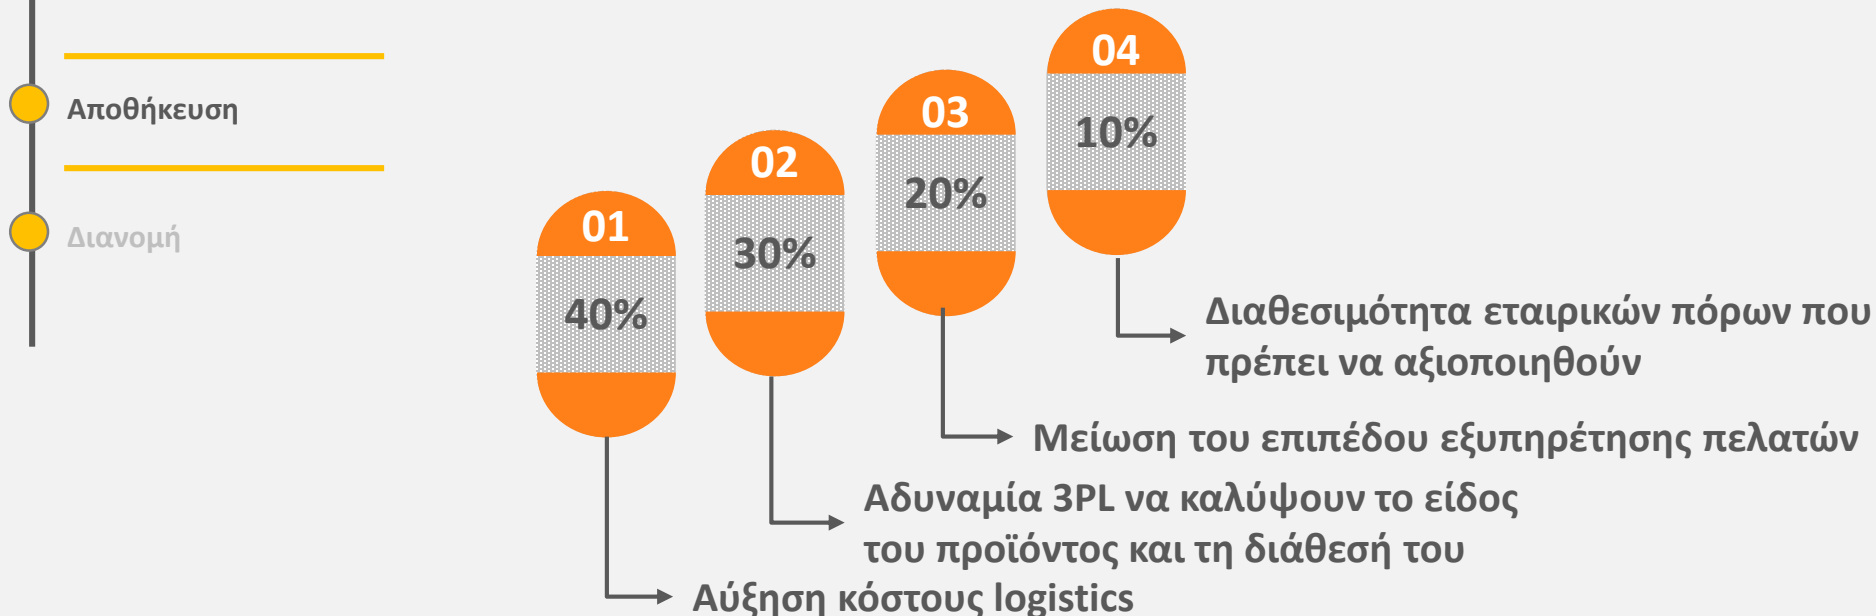 Αποθήκευση
Διανομή
01
40%
02
30%
03
20%
04
10%
Διαθεσιμότητα εταιρικών πόρων που
πρέπει να αξιοποιηθούν
Μείωση του επιπέδου εξυπηρέτησης πελατών
Αδυναμία 3PL να καλύψουν το είδος
του προϊόντος και τη διάθεσή του
Αύξηση κόστους logistics